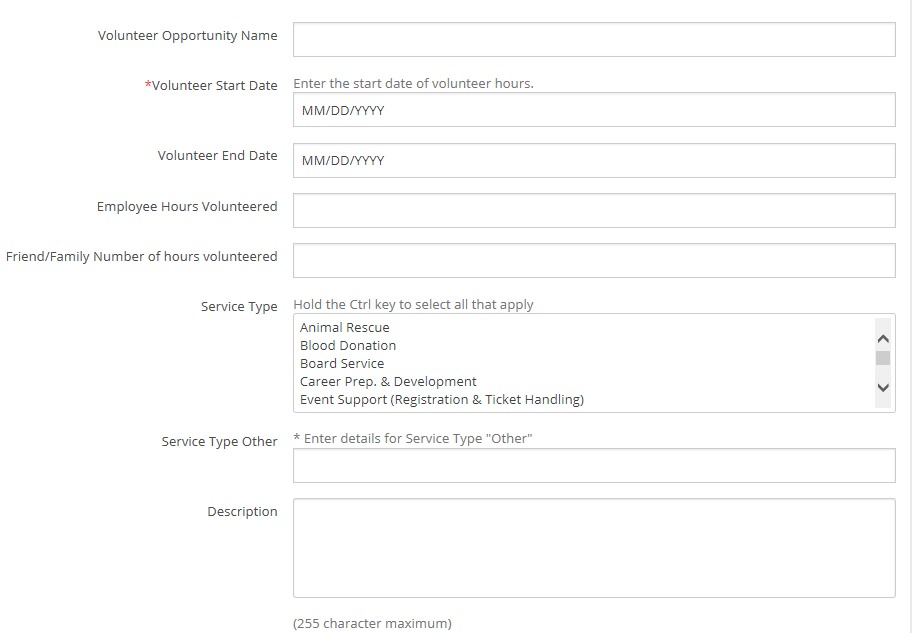 Volunteer Opportunity Name
*Volunteer Start Date
Enter the start date of volunteer hours.
MM/DD/YYYY
Volunteer End Date
MM/DD/YYYY
Employee Hours Volunteered
Friend/Family Number of hours volunteered
Service Type
Hold the Ctrl key to select all that apply
Animal Rescue
Blood Donation
Board Service
Career Prep. & Development
Event Support (Registration & Ticket Handling)
Service Type Other
* Enter details for Service Type "Other"
Description
(255 character maximum)